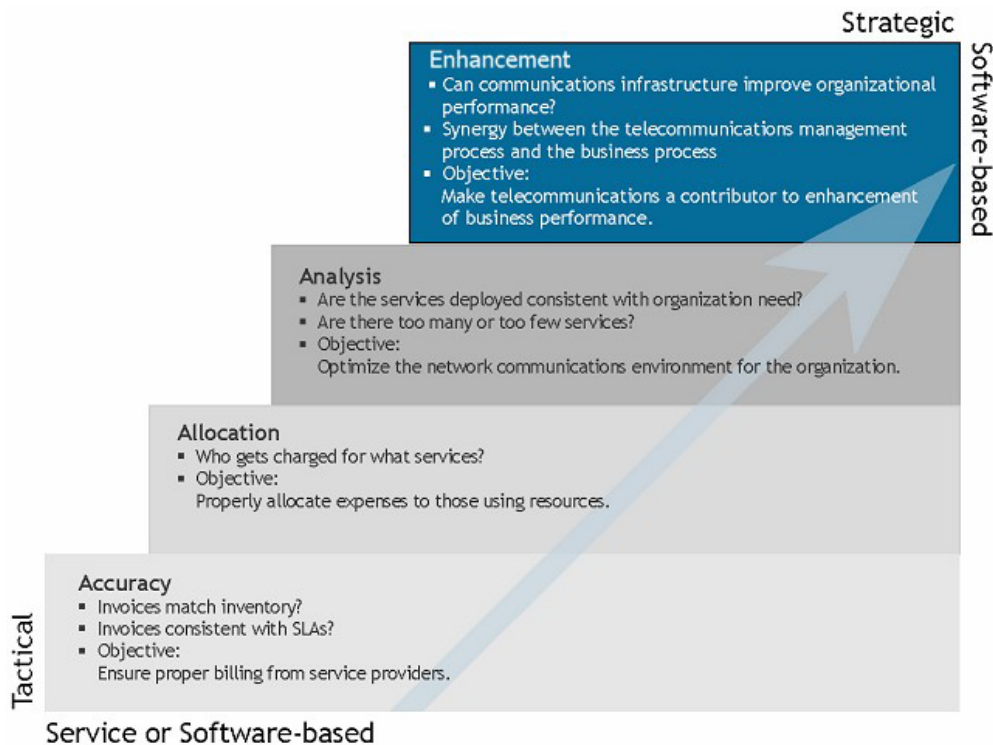 Strategic
Software-based
Enhancement
▪ Can communications infrastructure improve organizational
performance?
▪ Synergy between the telecommunications management
process and the business process
▪ Objective:
Make telecommunications a contributor to enhancement
of business performance.
Analysis
▪ Are the services deployed consistent with organization need?
▪ Are there too many or too few services?
▪ Objective:
Optimize the network communications environment for the organization.
Allocation
▪ Who gets charged for what services?
▪ Objective:
Properly allocate expenses to those using resources.
Accuracy
▪ Invoices match inventory?
▪ Invoices consistent with SLAs?
▪ Objective:
Ensure proper billing from service providers.
Tactical
Service or Software-based